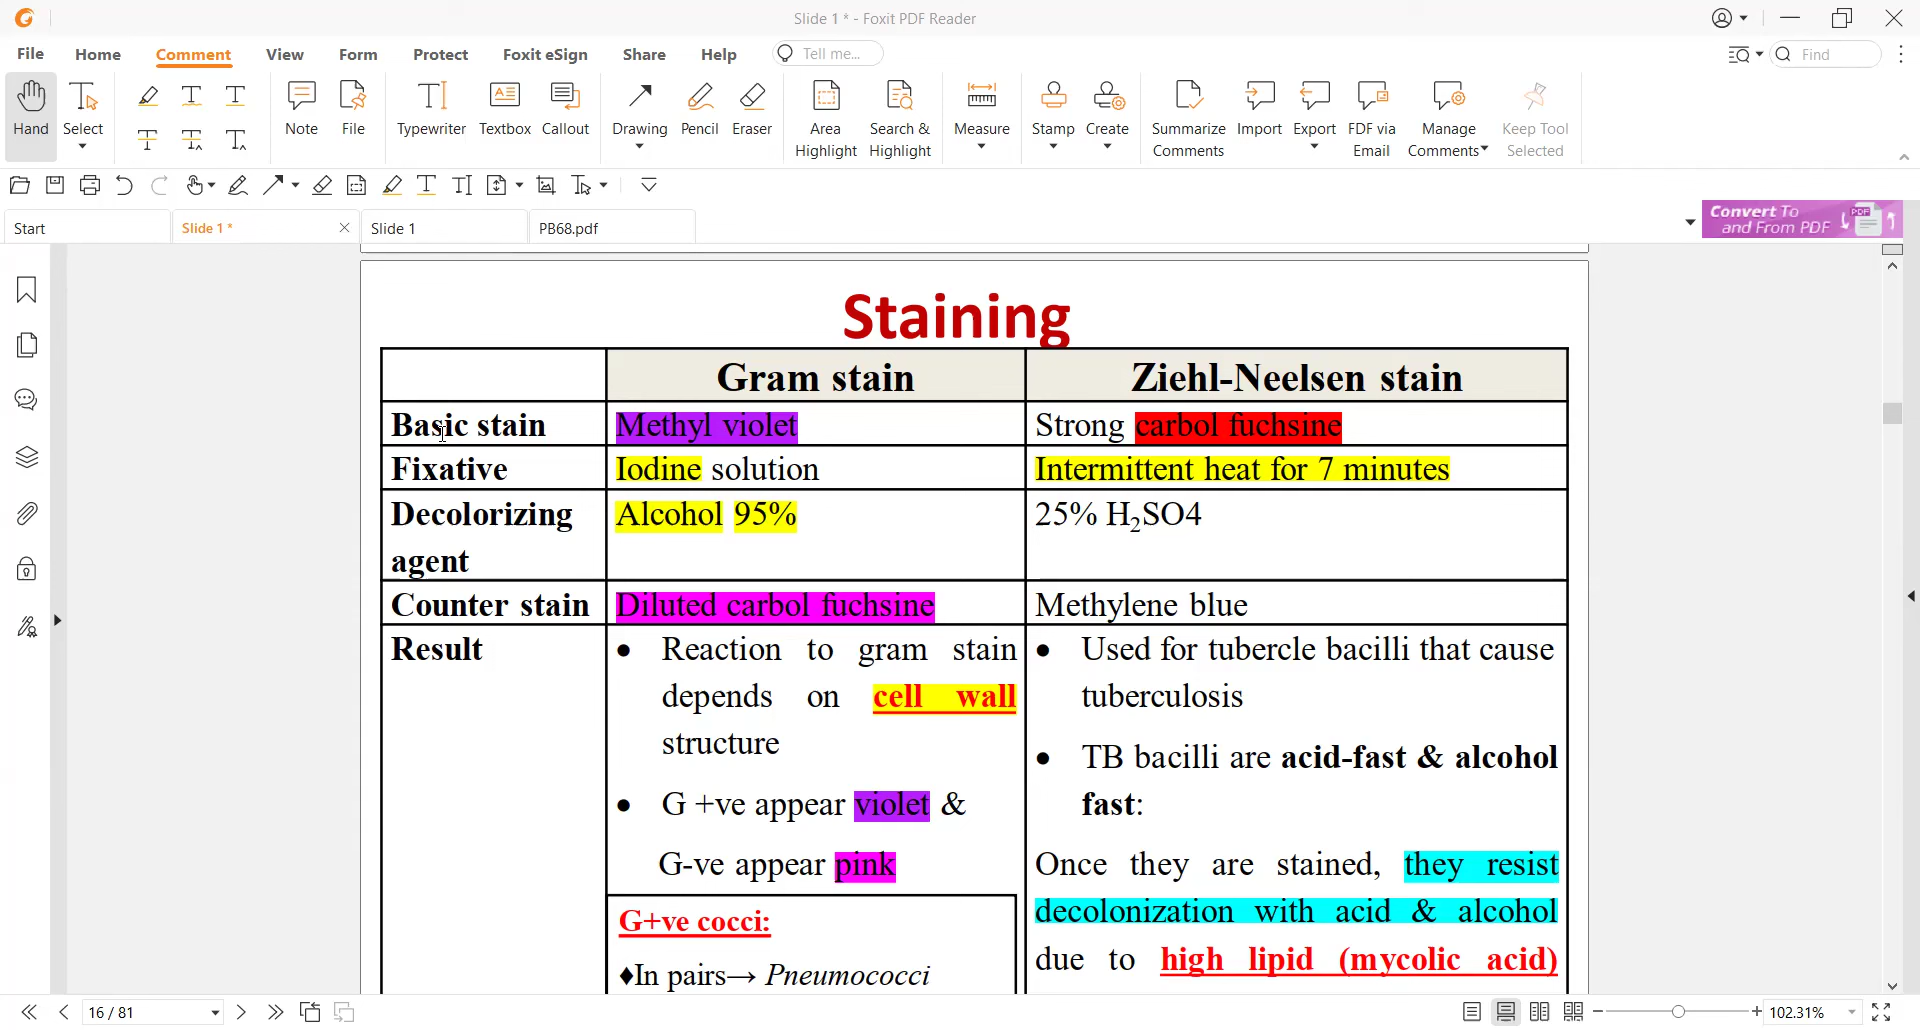 Slide 1 * - Foxit PDF Reader
File Home Comment View Form Protect Foxit eSign Share Help Tell me... Find
Hand Select Note File Typewriter Textbox Callout Drawing Pencil Eraser Area Highlight Search & Highlight Measure Stamp Create Summarize Comments Import Export FDF via Email Manage Comments Keep Tool Selected
Start Slide 1 * Slide 1 PB68.pdf
Convert To
and From PDF
PDF
Staining
Gram stain Ziehl-Neelsen stain
Basic stain Methyl violet Strong carbol fuchsine
Fixative Iodine solution Intermittent heat for 7 minutes
Decolorizing agent Alcohol 95% 25% H₂SO4
Counter stain Diluted carbol fuchsine Methylene blue
Result
• Reaction to gram stain
depends on cell wall
structure
• G +ve appear violet &
G-ve appear pink
G+ve cocci:
♦In pairs→ Pneumococci
• Used for tubercle bacilli that cause
tuberculosis
• TB bacilli are acid-fast & alcohol
fast:
Once they are stained, they resist
decolonization with acid & alcohol
due to high lipid (mycolic acid)
16 / 81
102.31%